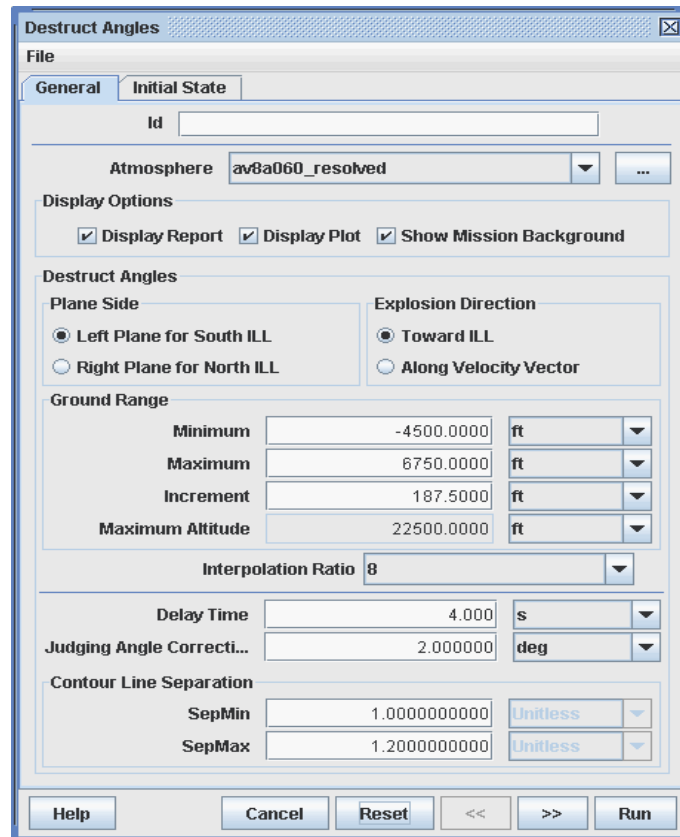 Destruct Angles
File
General Initial State
Id
Atmosphere av8a060_resolved ...
Display Options
Display Report Display Plot Show Mission Background
Destruct Angles
Plane Side Explosion Direction
Left Plane for South ILL Toward ILL
Right Plane for North ILL Along Velocity Vector
Ground Range
Minimum -4500.0000 ft
Maximum 6750.0000 ft
Increment 187.5000 ft
Maximum Altitude 22500.0000 ft
Interpolation Ratio 8
Delay Time 4.000 s
Judging Angle Correcti... 2.000000 deg
Contour Line Separation
SepMin 1.0000000000 Unitless
SepMax 1.2000000000 Unitless
Help Cancel Reset << >> Run